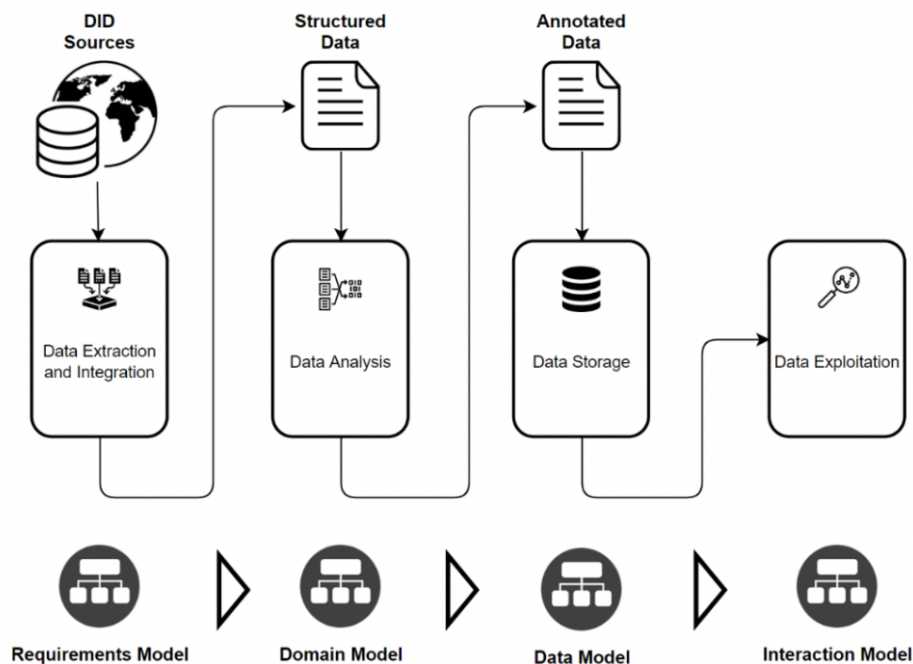 DID
Sources
Structured
Data
Annotated
Data
Data Extraction
and Integration
Data Analysis
Data Storage
Data Exploitation
Requirements Model
Domain Model
Data Model
Interaction Model